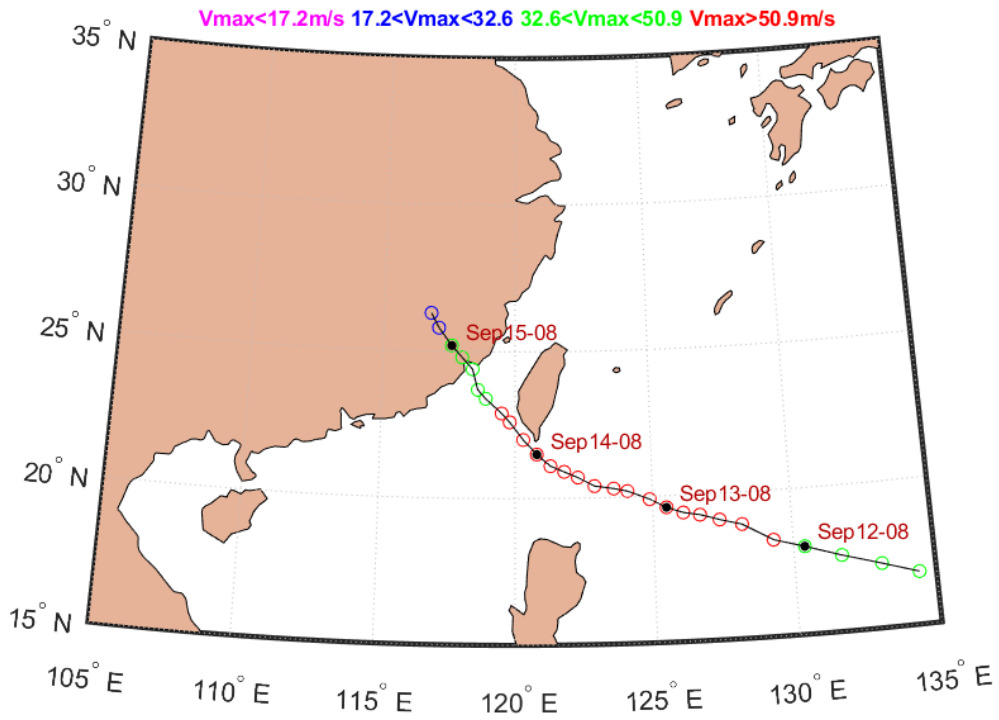 Vmax<17.2m/s 17.2<Vmax<32.6 32.6<Vmax<50.9 Vmax>50.9m/s
35° N
30° N
25° N
Sep15-08
Sep14-08
20° N
Sep13-08
Sep12-08
15° N
105° E
110° E
115° E
120° E
125° E
130° E
135° E